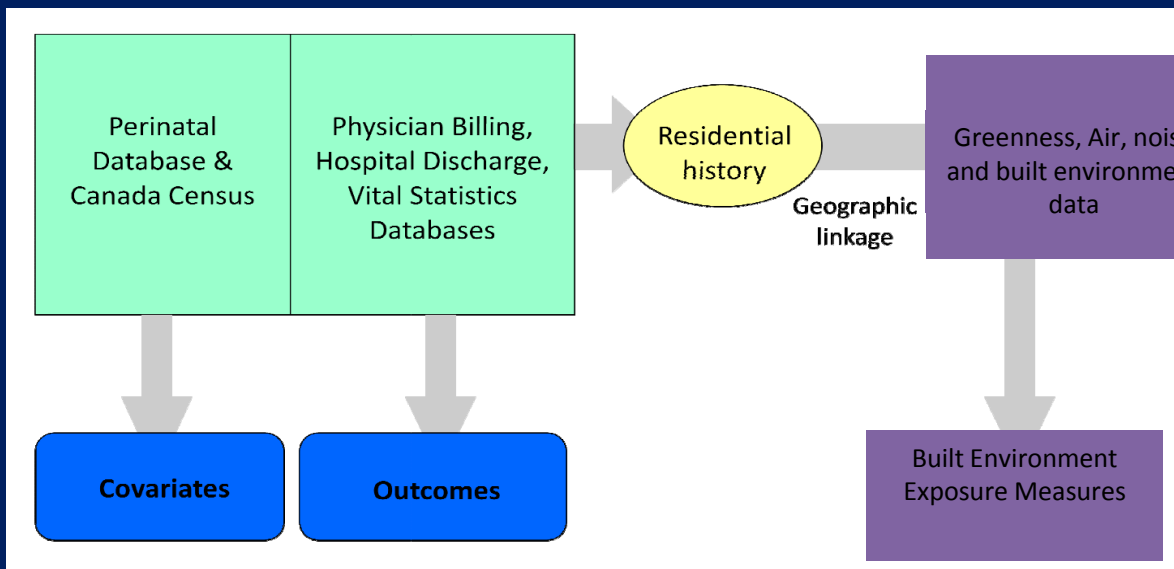 Perinatal
Database &
Canada Census
Physician Billing,
Hospital Discharge,
Vital Statistics
Databases
Residential
history
Geographic
linkage
Greenness, Air,
and built
data
Covariates
Outcomes
Built Environment
Exposure Measures